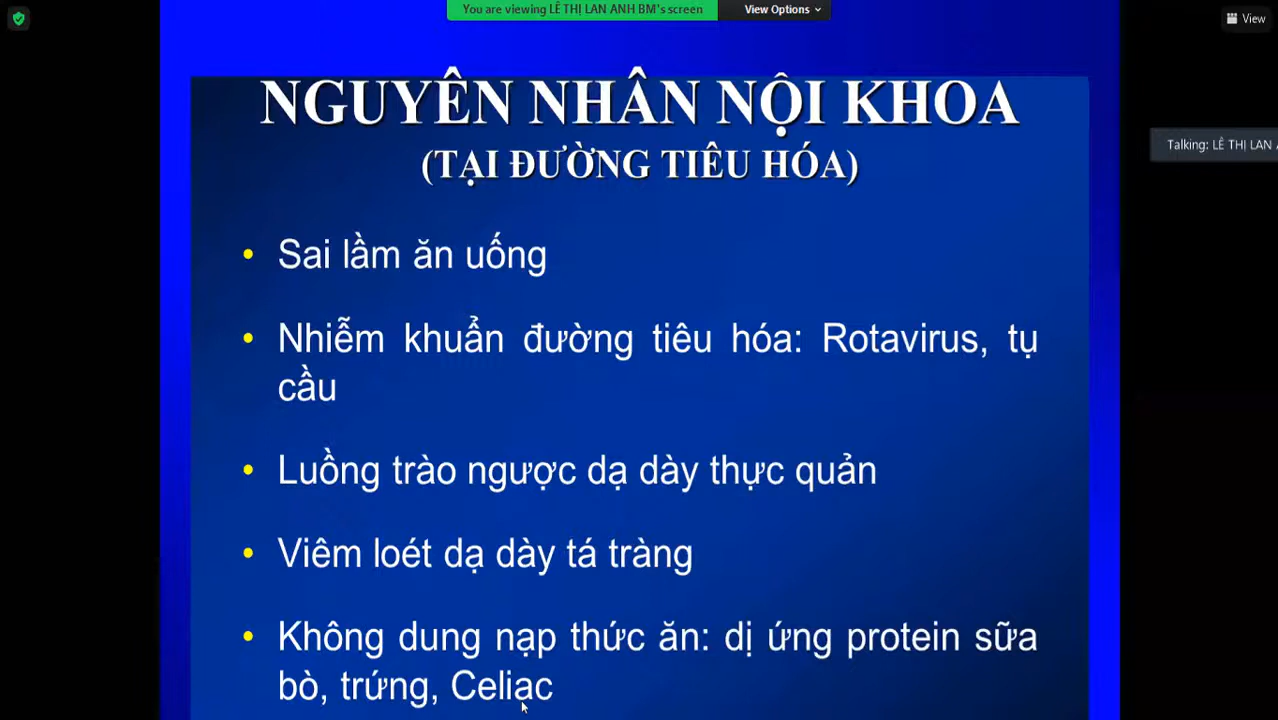 You are viewing LÊ THỊ LAN ANH BM's screen
View Options
View
NGUYÊN NHÂN NỘI KHOA
(TẠI ĐƯỜNG TIÊU HÓA)
Talking: LÊ THỊ LAN
• Sai lầm ăn uống
• Nhiễm khuẩn đường tiêu hóa: Rotavirus, tụ
cầu
• Luồng trào ngược dạ dày thực quản
• Viêm loét dạ dày tá tràng
• Không dung nạp thức ăn: dị ứng protein sữa
bò, trứng, Celiac